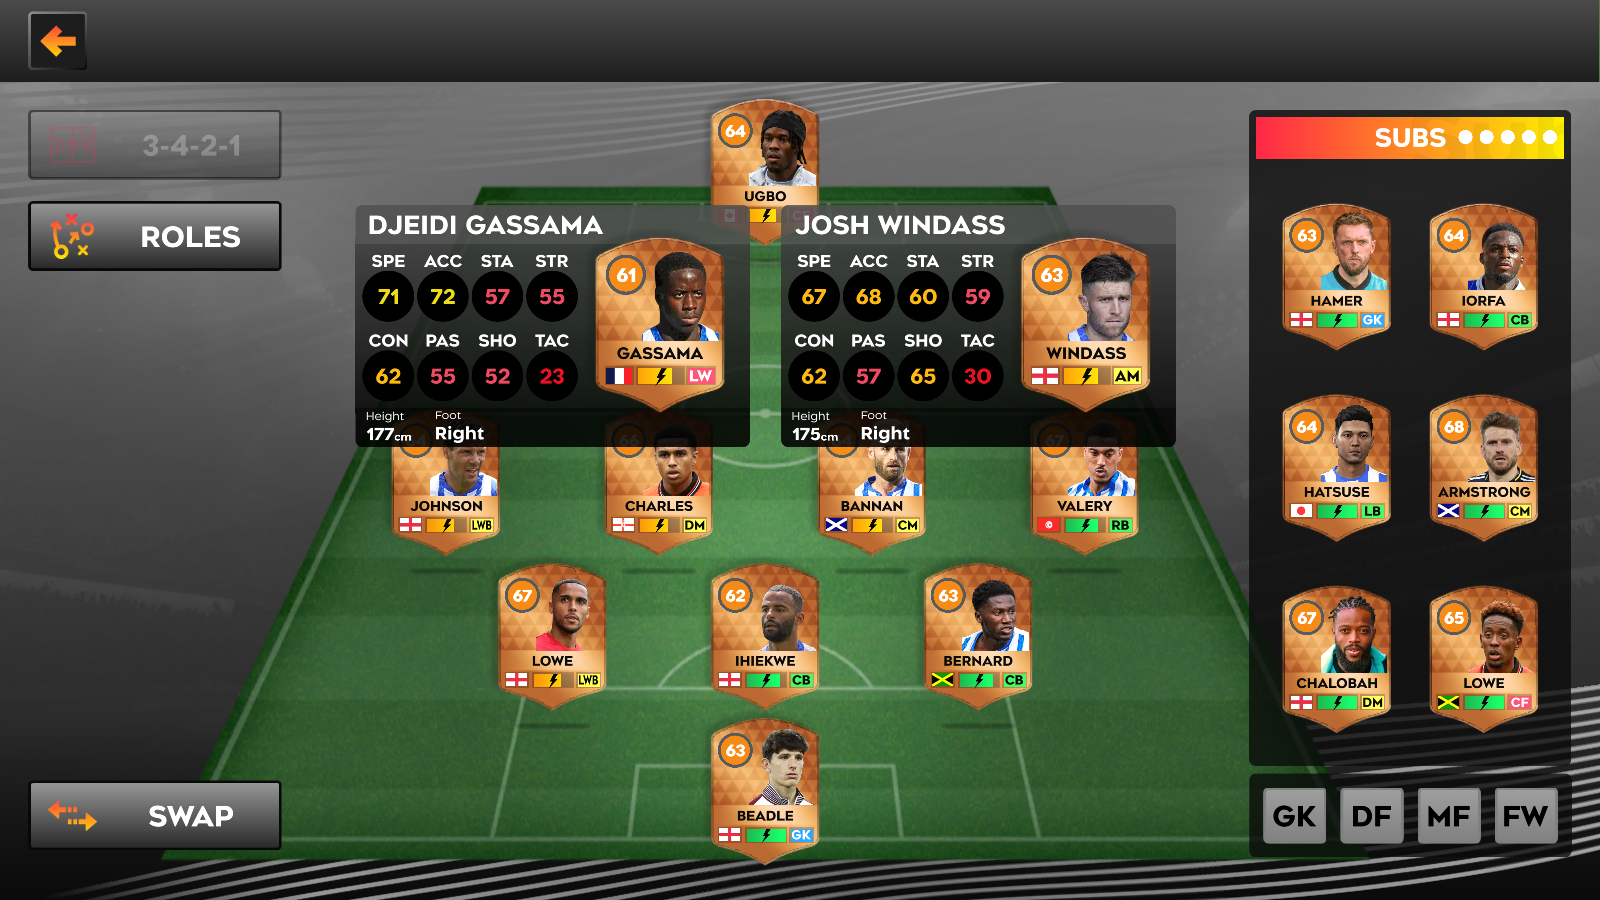 3-4-2-1
ROLES
SWAP
64
UGBO
DJEIDI GASSAMA
SPE ACC STA STR
71 72 57 55
CON PAS SHO TAC
62 55 52 23
Height Foot
177cm Right
61
GASSAMA
LW
JOSH WINDASS
SPE ACC STA STR
67 68 60 59
CON PAS SHO TAC
62 57 65 30
Height Foot
175cm Right
63
WINDASS
AM
JOHNSON
LWB
66
CHARLES
DM
BANNAN
CM
67
VALERY
RB
67
LOWE
LWB
62
IHIEKWE
CB
63
BERNARD
CB
63
BEADLE
GK
SUBS
63
HAMER
GK
64
IORFA
CB
64
HATSUSE
LB
68
ARMSTRONG
CM
67
CHALOBAH
DM
65
LOWE
CF
GK DF MF FW